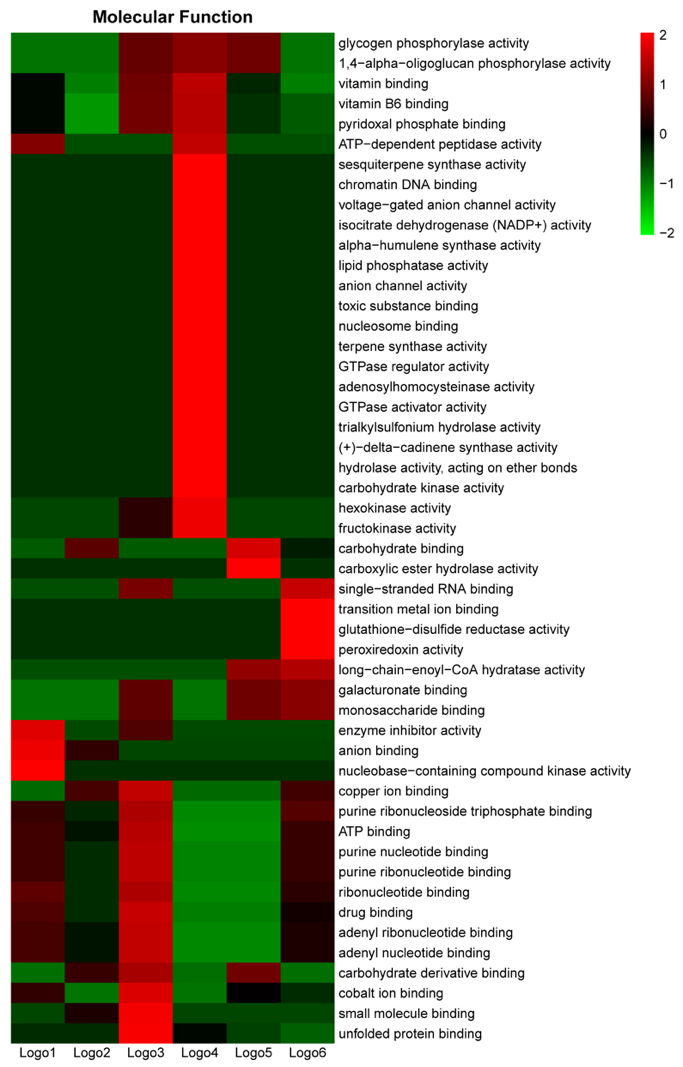 Molecular Function
glycogen phosphorylase activity
1,4−alpha−oligoglucan phosphorylase activity
vitamin binding
vitamin B6 binding
pyridoxal phosphate binding
ATP−dependent peptidase activity
sesquiterpene synthase activity
chromatin DNA binding
voltage−gated anion channel activity
isocitrate dehydrogenase (NADP+) activity
alpha−humulene synthase activity
lipid phosphatase activity
anion channel activity
toxic substance binding
nucleosome binding
terpene synthase activity
GTPase regulator activity
adenosylhomocysteinase activity
GTPase activator activity
trialkylsulfonium hydrolase activity
(+)−delta−cadinene synthase activity
hydrolase activity, acting on ether bonds
carbohydrate kinase activity
hexokinase activity
fructokinase activity
carbohydrate binding
carboxylic ester hydrolase activity
single−stranded RNA binding
transition metal ion binding
glutathione−disulfide reductase activity
peroxiredoxin activity
long−chain−enoyl−CoA hydratase activity
galacturonate binding
monosaccharide binding
enzyme inhibitor activity
anion binding
nucleobase−containing compound kinase activity
copper ion binding
purine ribonucleoside triphosphate binding
ATP binding
purine nucleotide binding
purine ribonucleotide binding
ribonucleotide binding
drug binding
adenyl ribonucleotide binding
adenyl nucleotide binding
carbohydrate derivative binding
cobalt ion binding
small molecule binding
unfolded protein binding
Logo1 Logo2 Logo3 Logo4 Logo5 Logo6
2
1
0
−1
−2